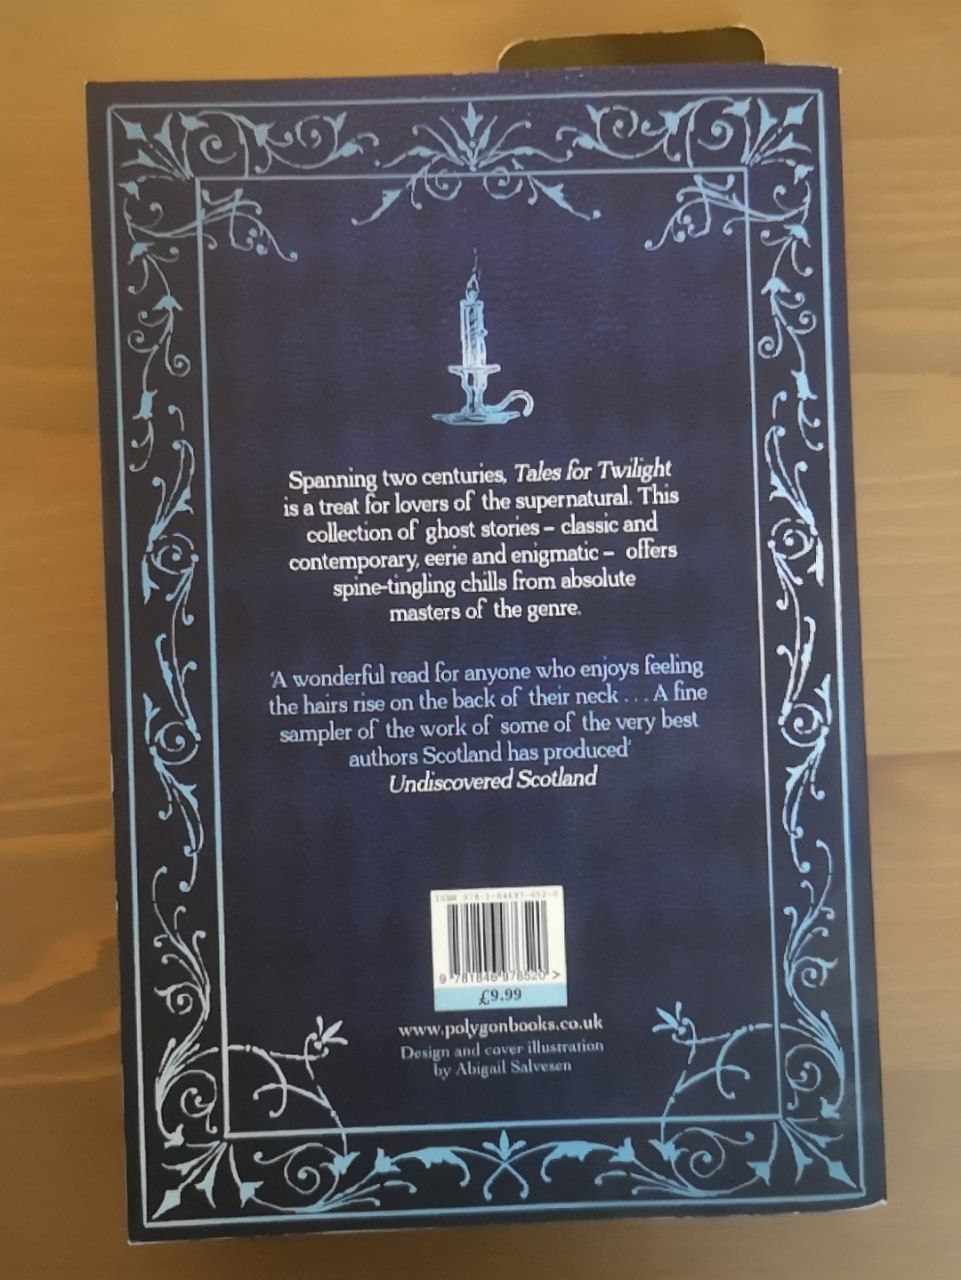 Spanning two centuries, Tales for Twilight
is a treat for lovers of the supernatural. This
collection of ghost stories – classic and
contemporary, eerie and enigmatic – offers
spine-tingling chills from absolute
masters of the genre.
‘A wonderful read for anyone who enjoys feeling
the hairs rise on the back of their neck . . . A fine
sampler of the work of some of the very best
authors Scotland has produced’
Undiscovered Scotland
ISBN 978-1-84697-652-0
9 781846 976520 >
£9.99
www.polygonbooks.co.uk
Design and cover illustration
by Abigail Salvesen